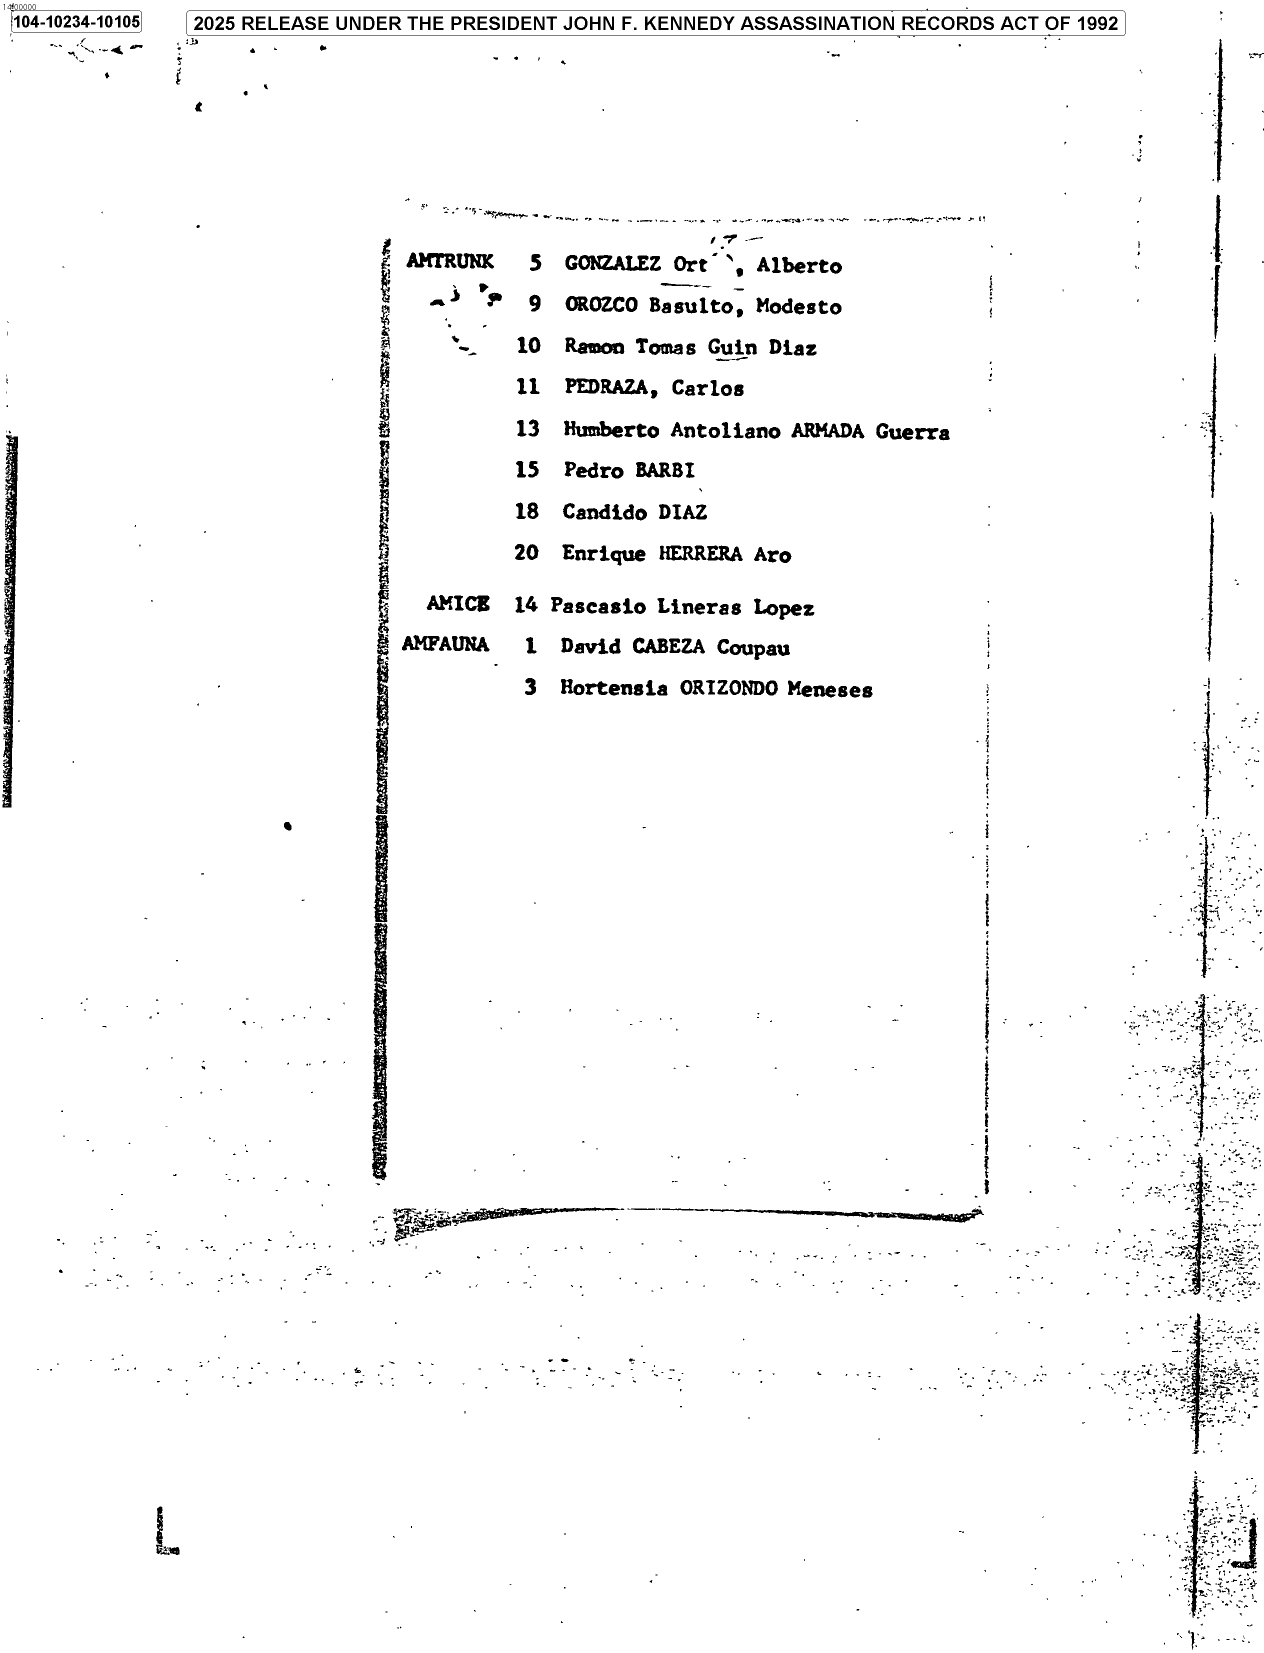 14-00000
104-10234-10105
2025 RELEASE UNDER THE PRESIDENT JOHN F. KENNEDY ASSASSINATION RECORDS ACT OF 1992
AMTRUNK 5 GONZALEZ Ort , Alberto
9 OROZCO Basulto, Modesto
10 Ramon Tomas Guin Diaz
11 PEDRAZA, Carlos
13 Humberto Antoliano ARMADA Guerra
15 Pedro BARBI
18 Candido DIAZ
20 Enrique HERRERA Aro
AMICE 14 Pascasio Lineras Lopez
AMFAUNA 1 David CABEZA Coupau
3 Hortensia ORIZONDO Meneses